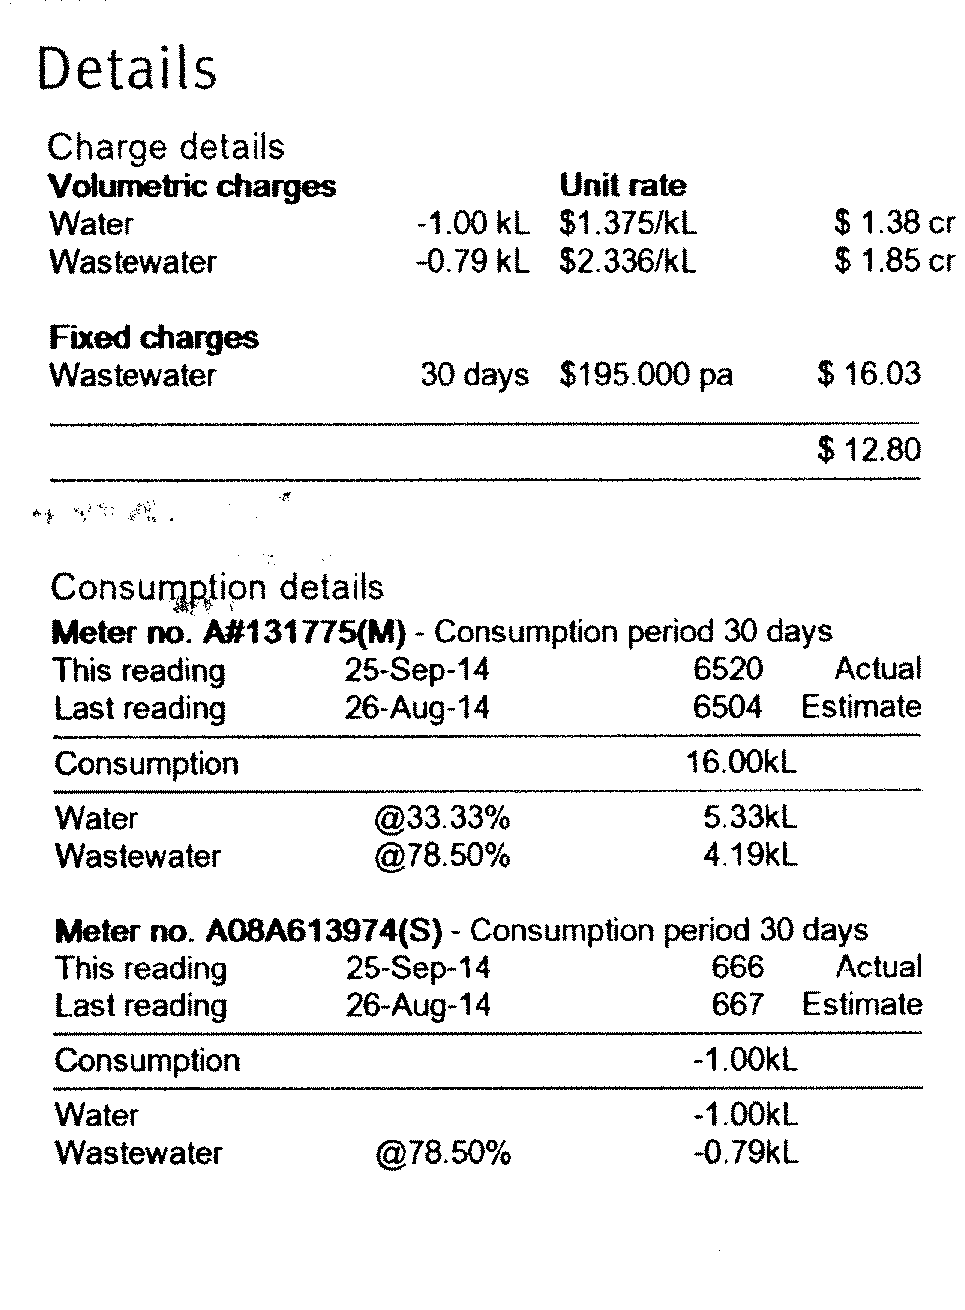 Details
Charge details
Volumetric charges Unit rate
Water -1.00 kL $1.375/kL $ 1.38 cr
Wastewater -0.79 kL $2.336/kL $ 1.85 cr
Fixed charges
Wastewater 30 days $195.000 pa $ 16.03
$ 12.80
Consumption details
Meter no. A#131775(M) - Consumption period 30 days
This reading 25-Sep-14 6520 Actual
Last reading 26-Aug-14 6504 Estimate
Consumption 16.00kL
Water @33.33% 5.33kL
Wastewater @78.50% 4.19kL
Meter no. A08A613974(S) - Consumption period 30 days
This reading 25-Sep-14 666 Actual
Last reading 26-Aug-14 667 Estimate
Consumption -1.00kL
Water -1.00kL
Wastewater @78.50% -0.79kL